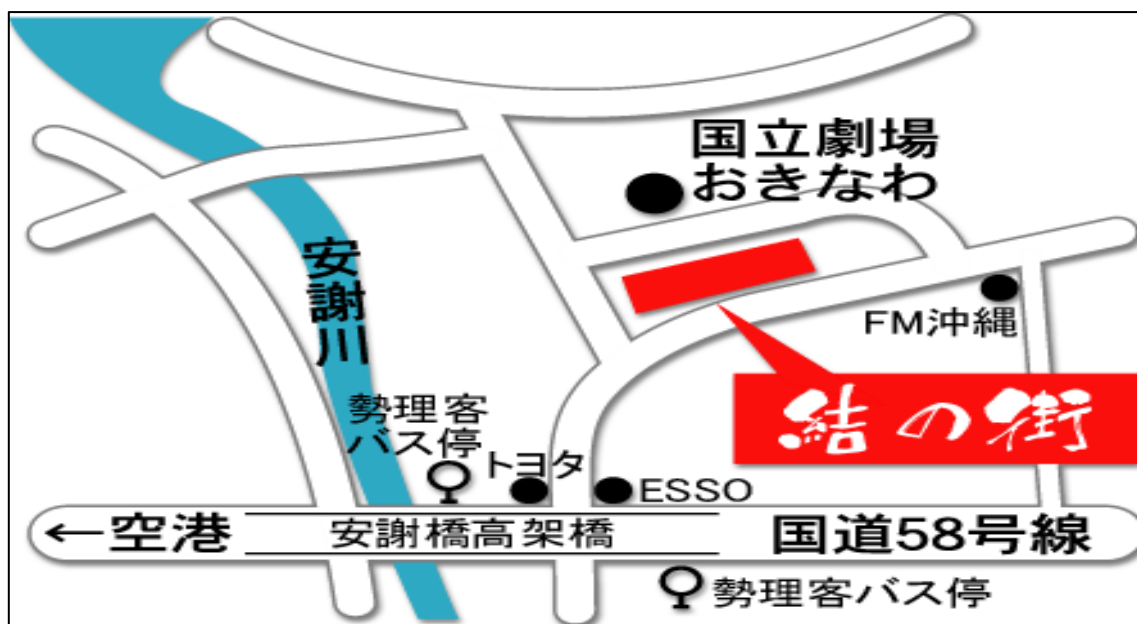 国立劇場
おきなわ
安謝川
FM沖縄
結の街
勢理客
バス停
トヨタ
ESSO
←空港
安謝橋高架橋
国道58号線
勢理客バス停